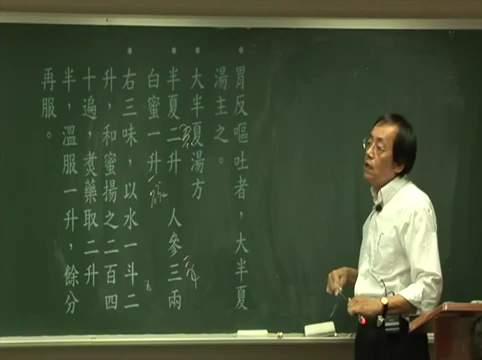 •胃反嘔吐者，大半夏
湯主之。
•大半夏湯方
•半夏二升　人參三兩
白蜜一升
•右三味，以水一斗二
升，和蜜揚之二百四
十遍，煑藥取二升
半，溫服一升，餘分
再服。